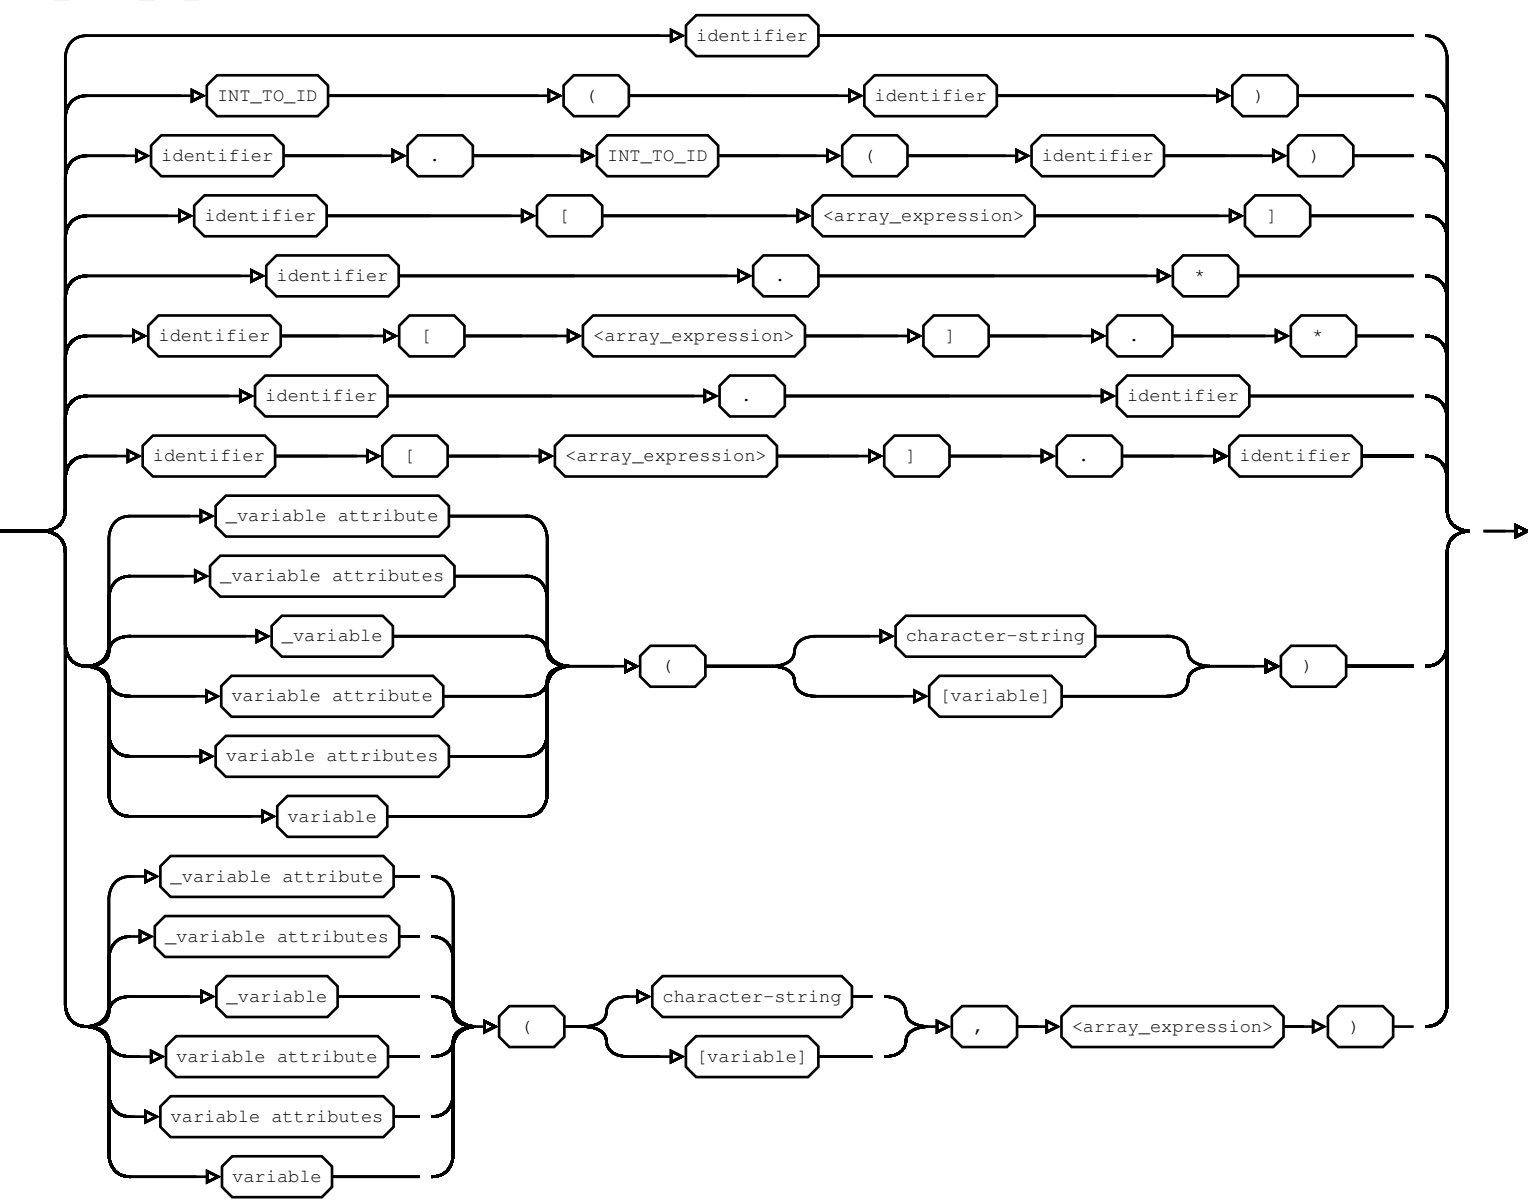 identifier
INT_TO_ID ( identifier )
identifier . INT_TO_ID ( identifier )
identifier [ <array_expression> ]
identifier . *
identifier [ <array_expression> ] . *
identifier . identifier
identifier [ <array_expression> ] . identifier
_variable attribute
_variable attributes
_variable character-string
( )
variable attribute [variable]
variable attributes
variable
_variable attribute
_variable attributes
_variable character-string
( , <array_expression> )
variable attribute [variable]
variable attributes
variable